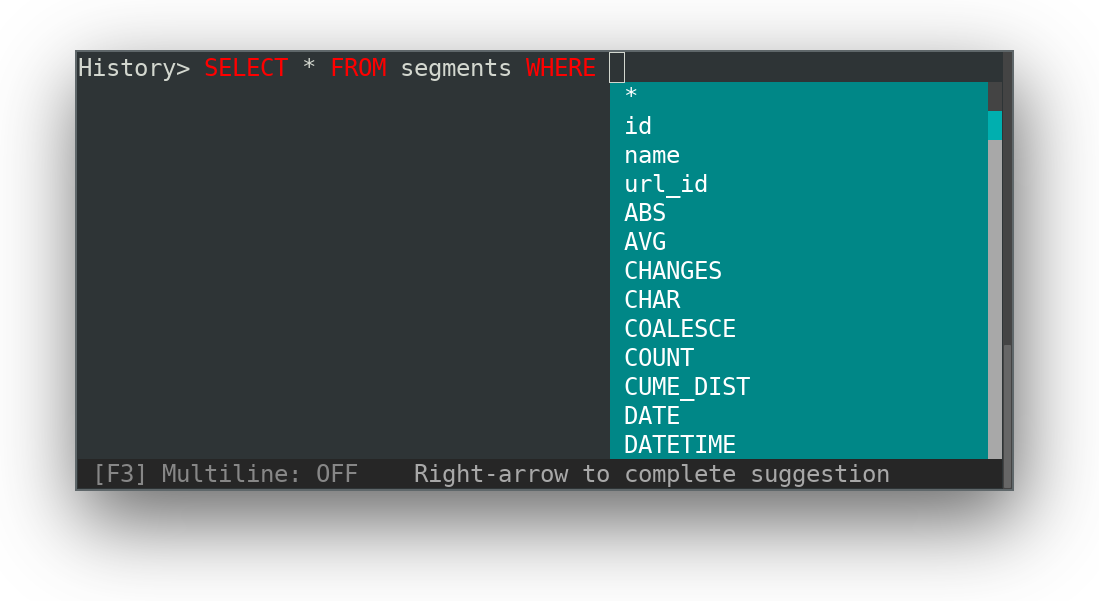 History> SELECT * FROM segments WHERE
*
id
name
url_id
ABS
AVG
CHANGES
CHAR
COALESCE
COUNT
CUME_DIST
DATE
DATETIME
[F3] Multiline: OFF    Right-arrow to complete suggestion